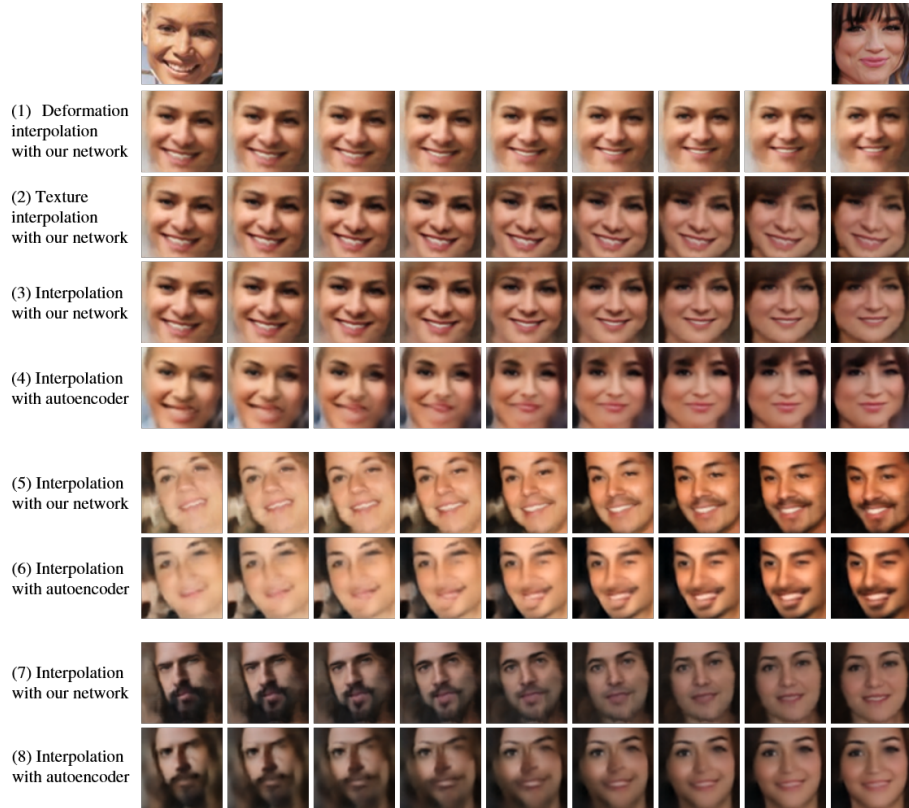 (1) Deformation
interpolation
with our network
(2) Texture
interpolation
with our network
(3) Interpolation
with our network
(4) Interpolation
with autoencoder
(5) Interpolation
with our network
(6) Interpolation
with autoencoder
(7) Interpolation
with our network
(8) Interpolation
with autoencoder